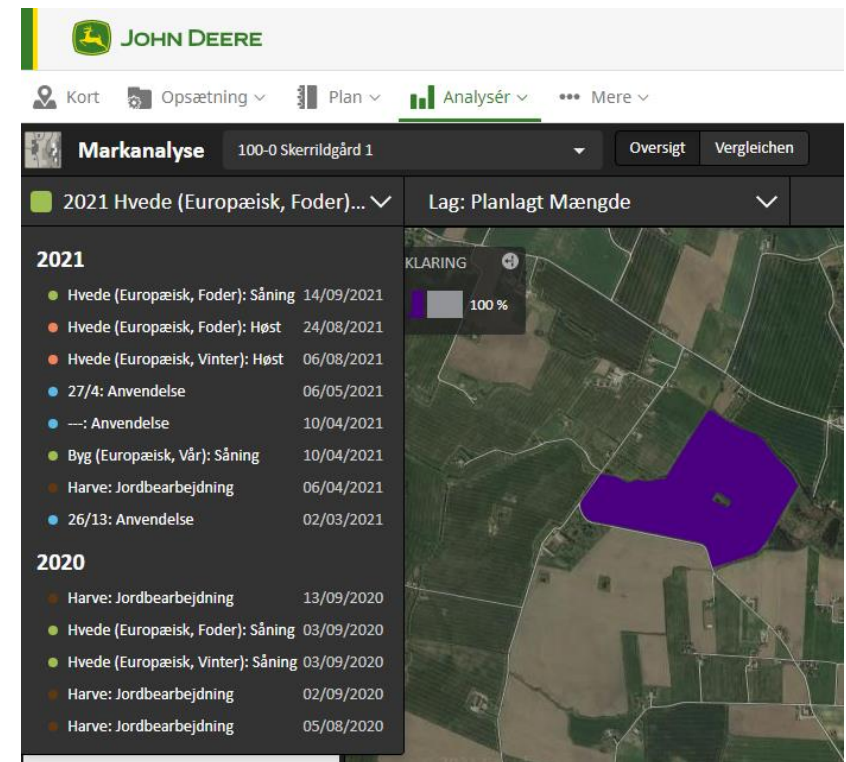 JOHN DEERE
Kort Opsætning Plan Analysér ••• Mere
Markanalyse 100-0 Skerrildgård 1 Oversigt Vergleichen
2021 Hvede (Europæisk, Foder)... Lag: Planlagt Mængde
KLARING
100 %
2021
Hvede (Europæisk, Foder): Såning 14/09/2021
Hvede (Europæisk, Foder): Høst 24/08/2021
Hvede (Europæisk, Vinter): Høst 06/08/2021
27/4: Anvendelse 06/05/2021
---: Anvendelse 10/04/2021
Byg (Europæisk, Vår): Såning 10/04/2021
Harve: Jordbearbejdning 06/04/2021
26/13: Anvendelse 02/03/2021
2020
Harve: Jordbearbejdning 13/09/2020
Hvede (Europæisk, Foder): Såning 03/09/2020
Hvede (Europæisk, Vinter): Såning 03/09/2020
Harve: Jordbearbejdning 02/09/2020
Harve: Jordbearbejdning 05/08/2020